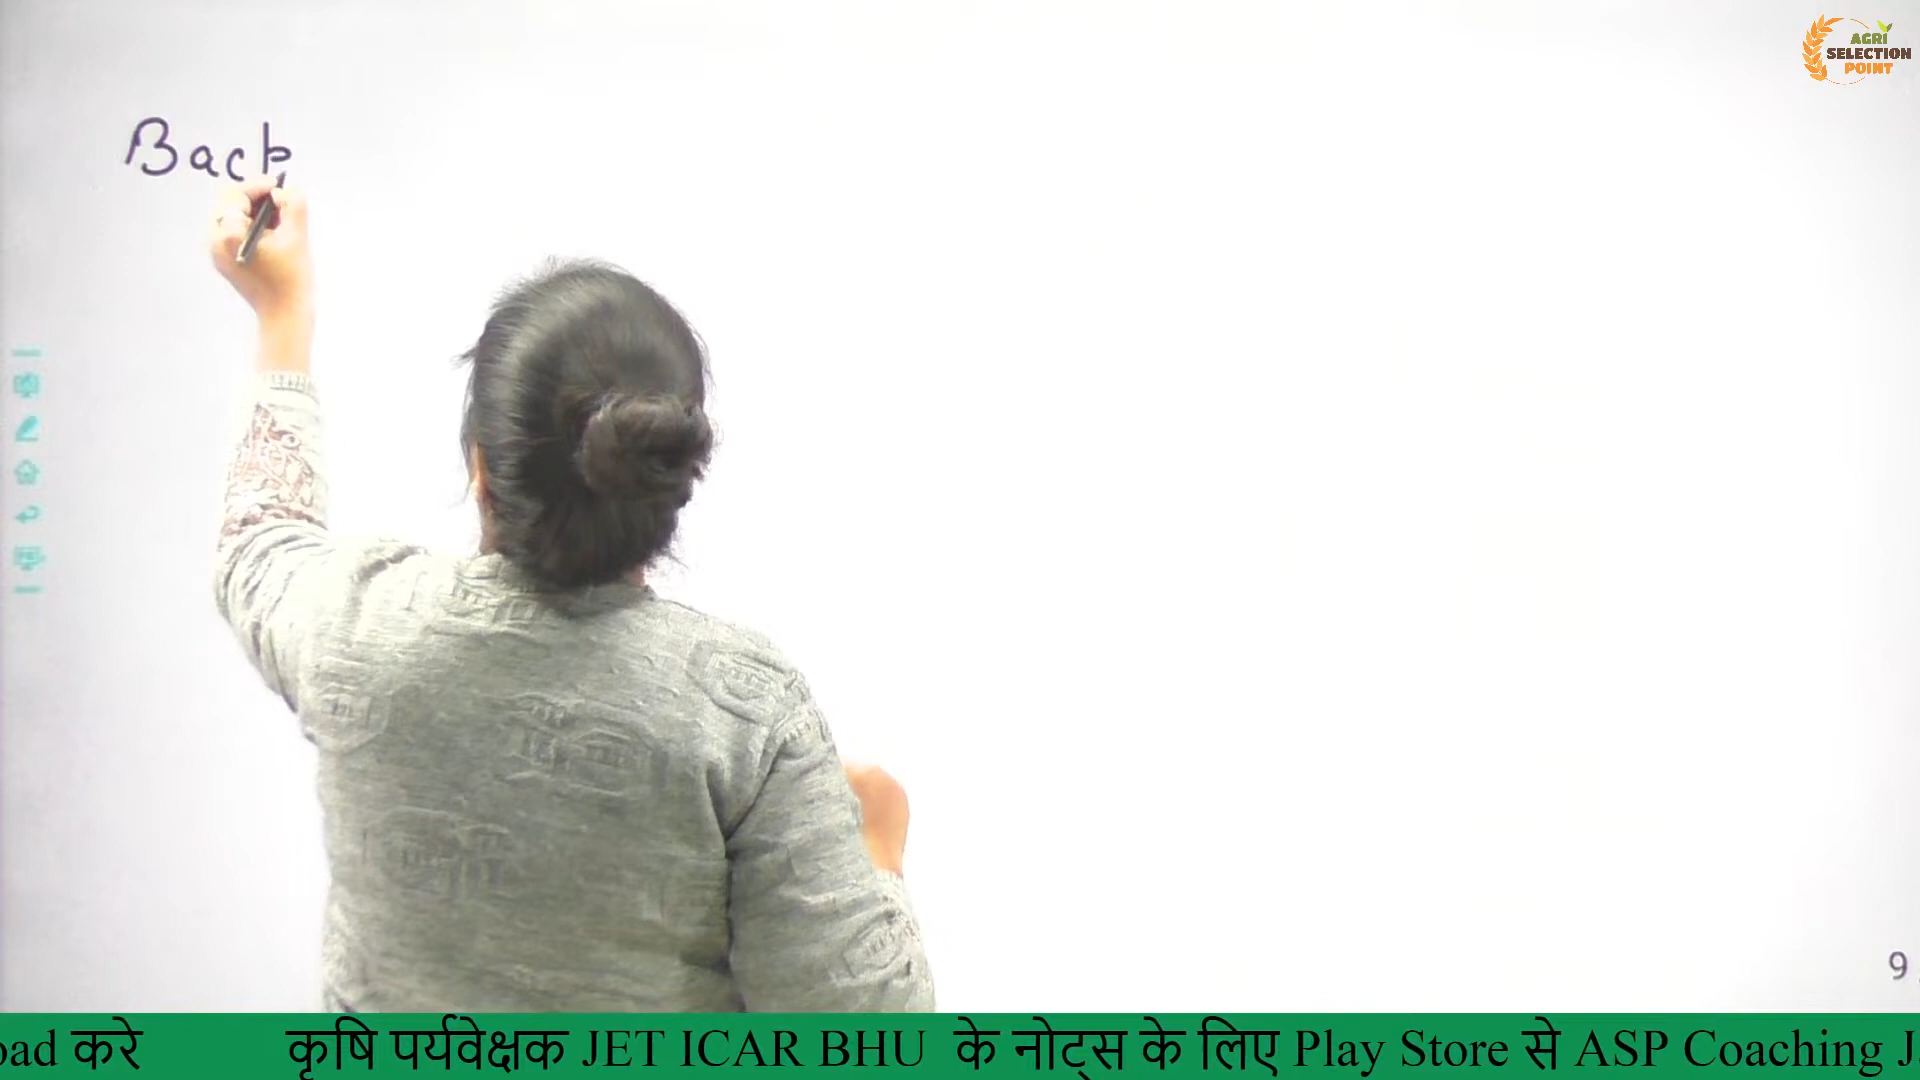 AGRI
SELECTION
POINT
Back
9
oad करे कृषि पर्यवेक्षक JET ICAR BHU के नोट्स के लिए Play Store से ASP Coaching J